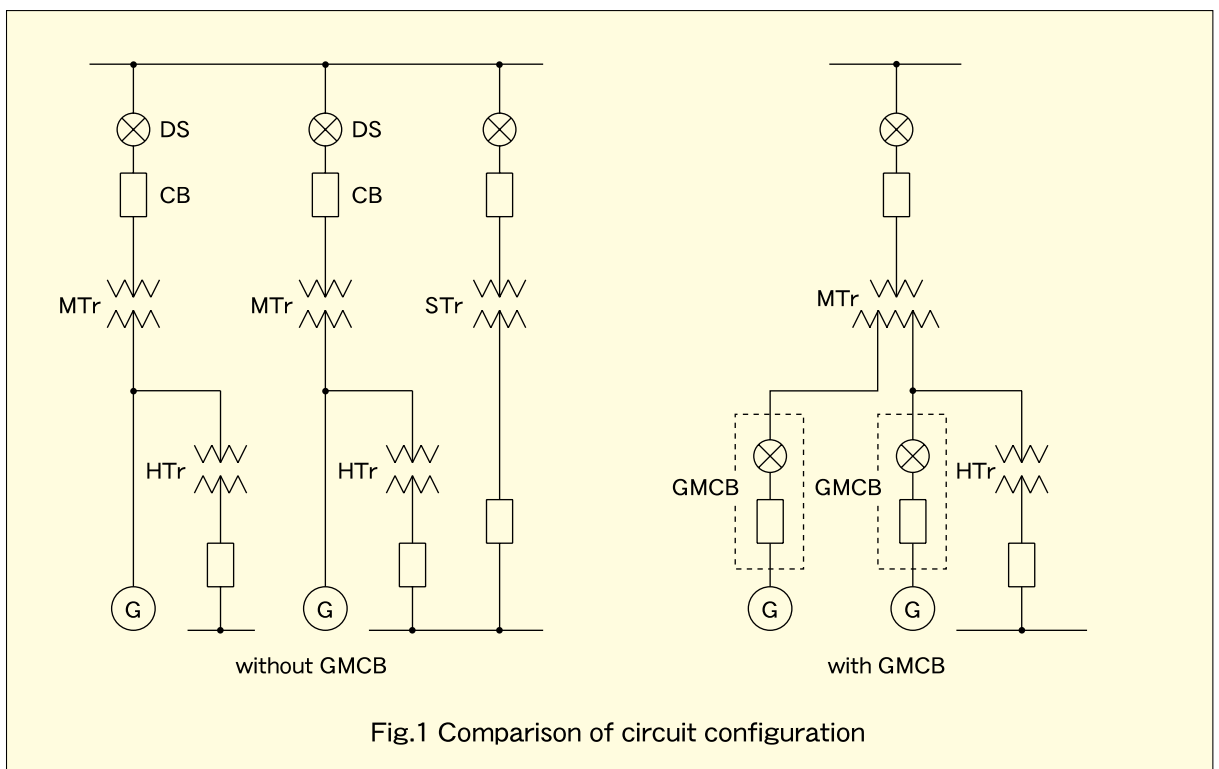 DS
DS
CB
CB
MTr
MTr
STr
MTr
HTr
HTr
GMCB
GMCB
HTr
G
G
G
G
without GMCB
with GMCB
Fig.1 Comparison of circuit configuration